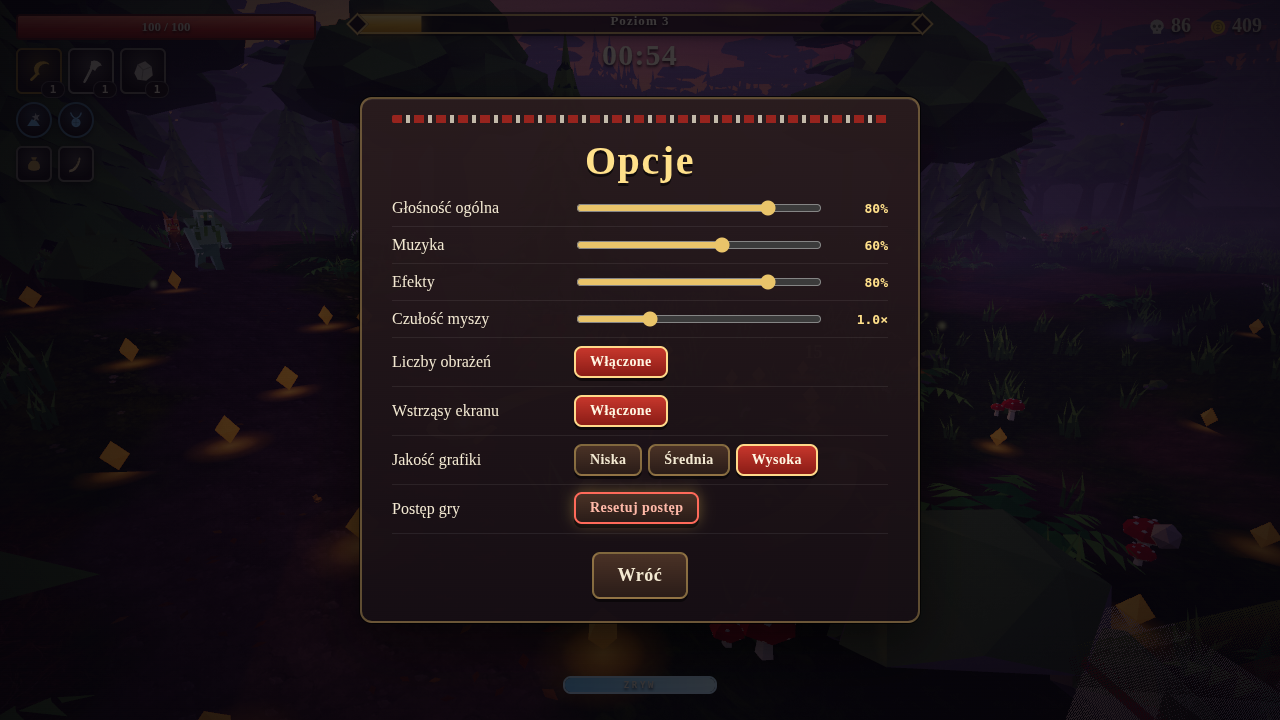 100 / 100
Poziom 3
86
409
00:54
1
1
1
Opcje
Głośność ogólna
80%
Muzyka
60%
Efekty
80%
Czułość myszy
1.0×
Liczby obrażeń
Włączone
Wstrząsy ekranu
Włączone
Jakość grafiki
Niska
Średnia
Wysoka
Postęp gry
Resetuj postęp
Wróć